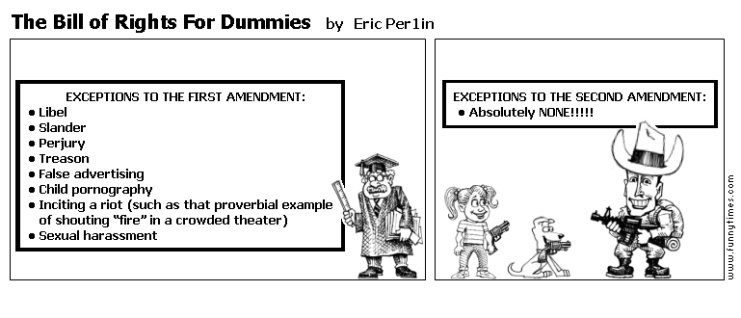 The Bill of Rights For Dummies by Eric Per1in
EXCEPTIONS TO THE FIRST AMENDMENT:
● Libel
● Slander
● Perjury
● Treason
● False advertising
● Child pornography
● Inciting a riot (such as that proverbial example
of shouting “fire” in a crowded theater)
● Sexual harassment
EXCEPTIONS TO THE SECOND AMENDMENT:
● Absolutely NONE!!!!!
www.funnytimes.com